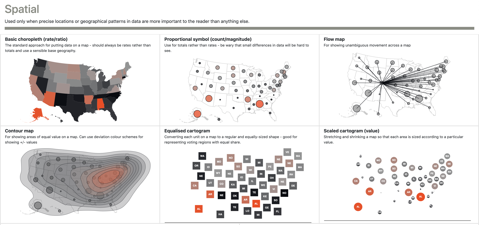 Spatial
Used only when precise locations or geographical patterns in data are more important to the reader than anything else.
Basic choropleth (rate/ratio)
The standard approach for putting data on a map - should always be rates rather than
totals and use a sensible base geography.
Proportional symbol (count/magnitude)
Use for totals rather than rates - be wary that small differences in data will be hard to
see.
Flow map
For showing unambiguous movement across a map
Contour map
For showing areas of equal value on a map. Can use deviation colour schemes for
showing +/- values
Equalised cartogram
Converting each unit on a map to a regular and equally-sized shape - good for
representing voting regions with equal share.
Scaled cartogram (value)
Stretching and shrinking a map so that each area is sized according to a particular
value.